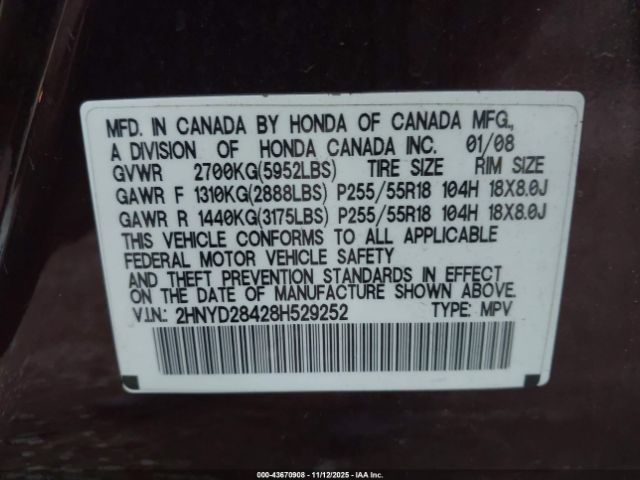 MFD. IN CANADA BY HONDA OF CANADA MFG.,
A DIVISION OF HONDA CANADA INC. 01/08
GVWR 2700KG(5952LBS) TIRE SIZE RIM SIZE
GAWR F 1310KG(2888LBS) P255/55R18 104H 18X8.0J
GAWR R 1440KG(3175LBS) P255/55R18 104H 18X8.0J
THIS VEHICLE CONFORMS TO ALL APPLICABLE
FEDERAL MOTOR VEHICLE SAFETY
AND THEFT PREVENTION STANDARDS IN EFFECT
ON THE DATE OF MANUFACTURE SHOWN ABOVE.
V.I.N.: 2HNYD28428H529252 TYPE: MPV
000-43670908 - 11/12/2025 - IAA Inc.